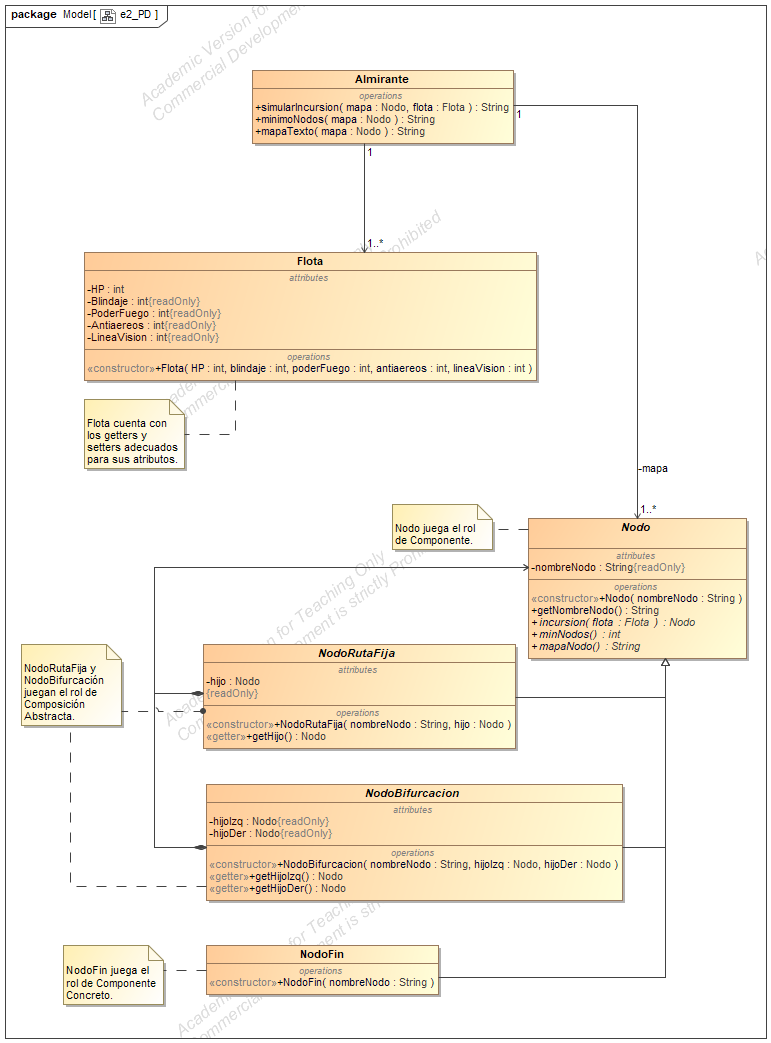 package Model [ e2_PD ]
Academic Version for
Commercial Development
Almirante
operations
+simularIncursion( mapa : Nodo, flota : Flota ) : String
+minimoNodos( mapa : Nodo ) : String
+mapaTexto( mapa : Nodo ) : String
1
1
1..*
Flota
attributes
-HP : int
-Blindaje : int{readOnly}
-PoderFuego : int{readOnly}
-Antiaereos : int{readOnly}
-LineaVision : int{readOnly}
operations
«constructor»+Flota( HP : int, blindaje : int, poderFuego : int, antiaereos : int, lineaVision : int )
Flota cuenta con
los getters y
setters adecuados
para sus atributos.
-mapa
1..*
Nodo juega el rol
de Componente.
Nodo
attributes
-nombreNodo : String{readOnly}
operations
«constructor»+Nodo( nombreNodo : String )
+getNombreNodo() : String
+incursion( flota : Flota ) : Nodo
+minNodos() : int
+mapaNodo() : String
NodoRutaFija y
NodoBifurcación
juegan el rol de
Composición
Abstracta.
NodoRutaFija
attributes
-hijo : Nodo
{readOnly}
operations
«constructor»+NodoRutaFija( nombreNodo : String, hijo : Nodo )
«getter»+getHijo() : Nodo
NodoBifurcacion
attributes
-hijoIzq : Nodo{readOnly}
-hijoDer : Nodo{readOnly}
operations
«constructor»+NodoBifurcacion( nombreNodo : String, hijoIzq : Nodo, hijoDer : Nodo )
«getter»+getHijoIzq() : Nodo
«getter»+getHijoDer() : Nodo
NodoFin juega el
rol de Componente
Concreto.
NodoFin
operations
«constructor»+NodoFin( nombreNodo : String )